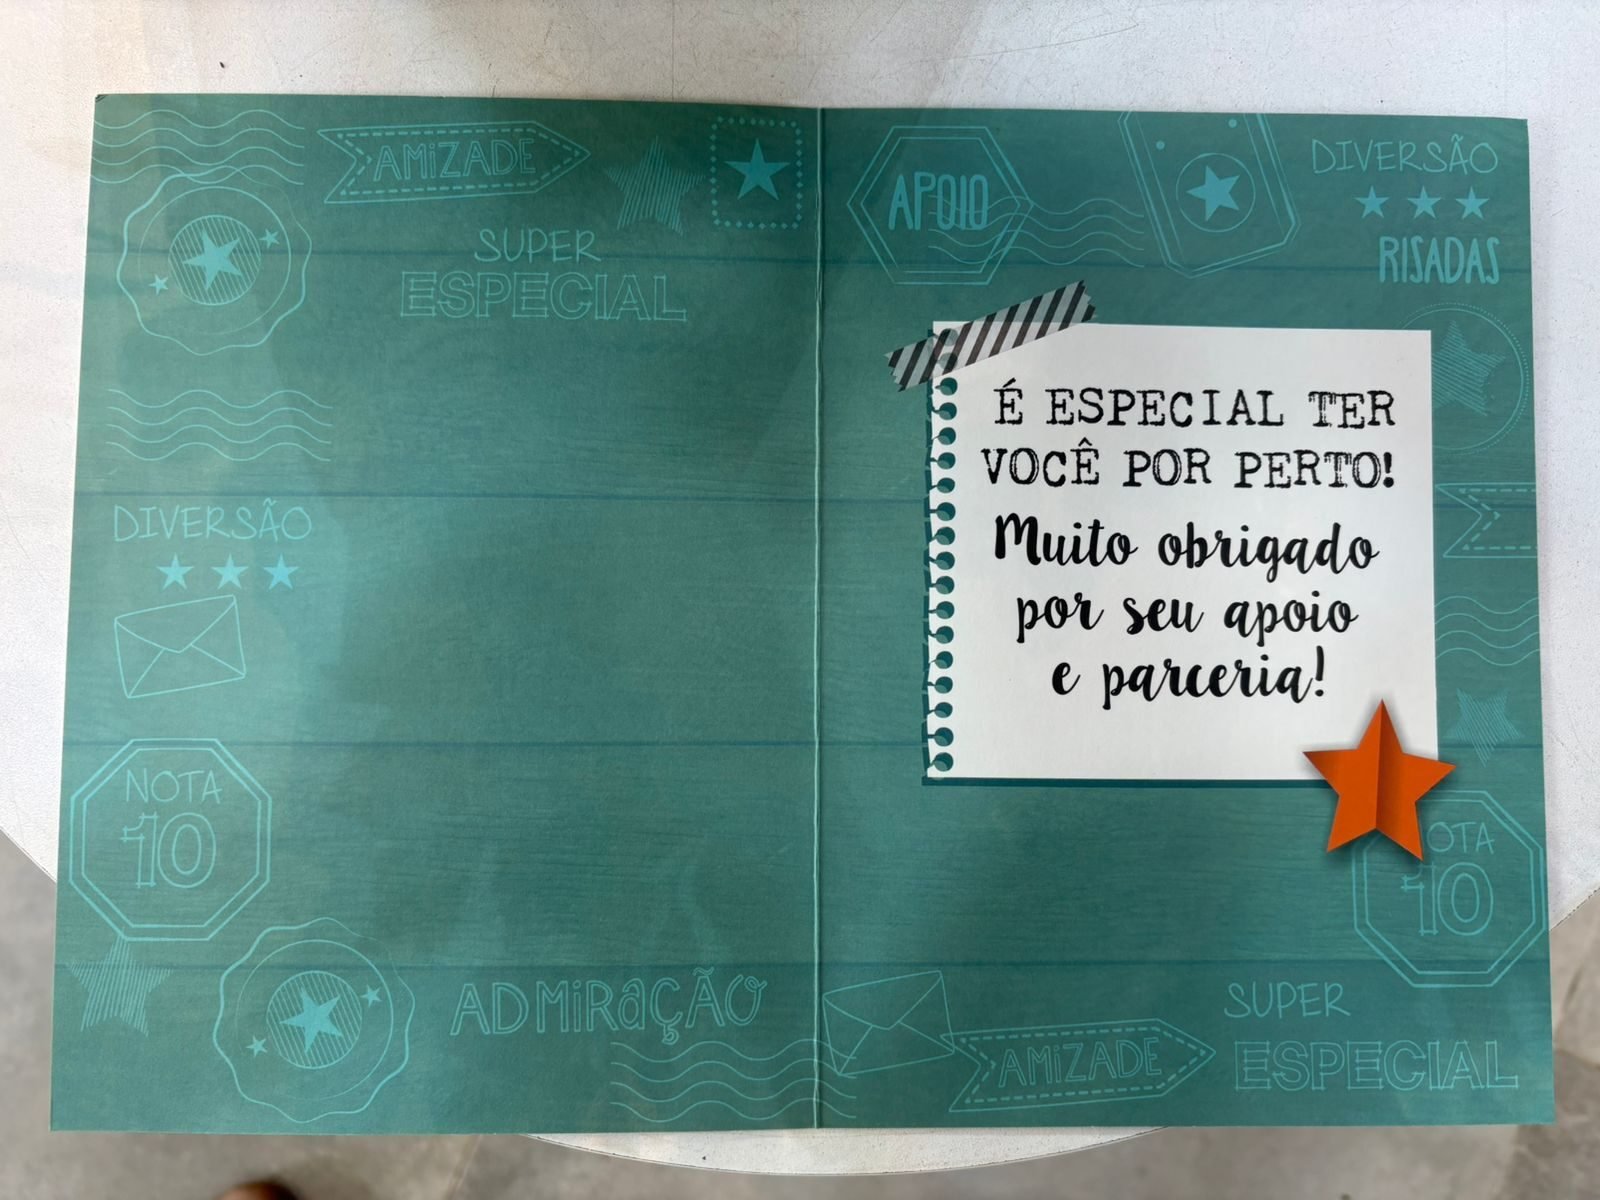 AMiZADE
SUPER
ESPECIAL
DIVERSÃO
NOTA
10
ADMiRaÇÃO
APOIO
DIVERSÃO
RISADAS
É ESPECIAL TER
VOCÊ POR PERTO!
Muito obrigado
por seu apoio
e parceria!
OTA
10
SUPER
ESPECIAL
AMiZADE